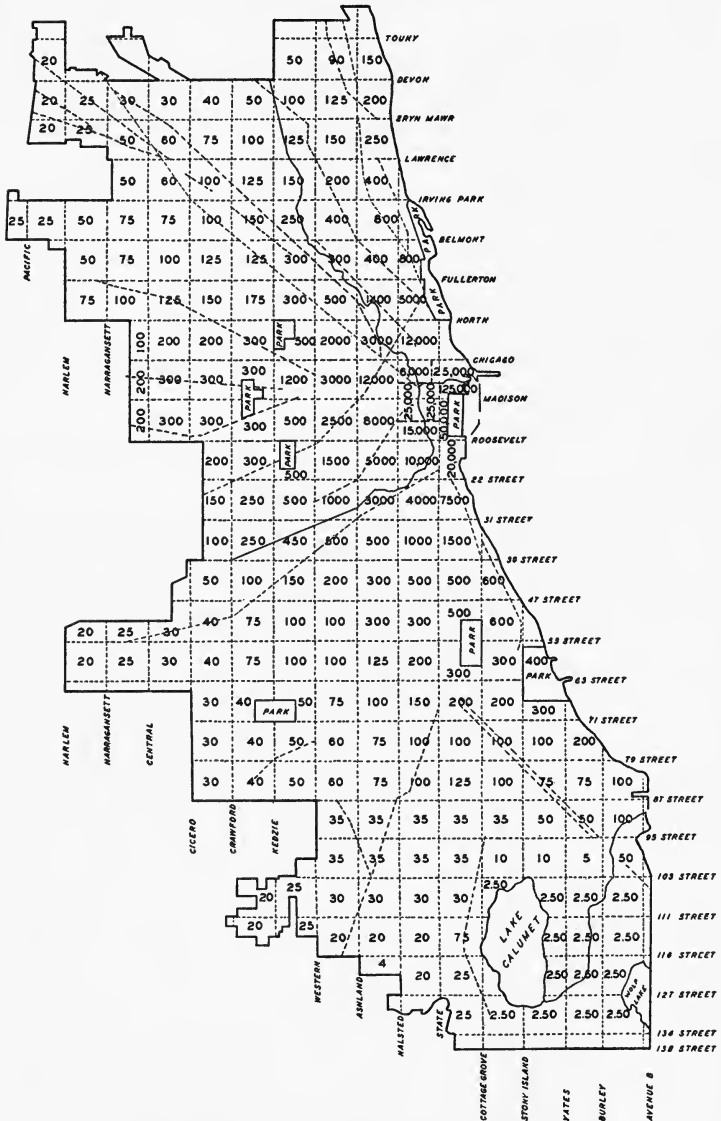 TOUHY
20 50 90 150
DEVON
20 25 30 30 40 50 100 125 200
BRYN MAWR
20 25 50 60 75 100 125 150 250
LAWRENCE
50 60 100 125 150 200 400
IRVING PARK
25 25 50 75 75 100 150 250 400 800 PARK
PACIFIC
BELMONT
50 75 100 125 125 300 300 400 800
FULLERTON
75 100 125 150 175 300 500 1400 5000 PARK
NORTH
100 200 200 300 PARK 500 2000 3000 12,000
HARLEM
NARRAGANSETT
CHICAGO
200 300 300 300 1200 3000 12000 6,000 25,000
PARK 25,000 25,000 125,000
MADISON
200 300 300 300 500 2500 8000 15,000 50,000 PARK
ROOSEVELT
200 300 PARK 500 1500 5000 10,000 20,000
22 STREET
150 250 500 1000 3000 4000 7500
31 STREET
100 250 450 500 1000 1500
39 STREET
50 100 150 200 300 500 500 600
47 STREET
20 25 30 40 75 100 100 300 300 500 600
PARK
55 STREET
20 25 30 40 75 100 100 125 200 300 300 400
PARK
63 STREET
30 40 PARK 50 75 100 150 200 200 300
71 STREET
HARLEM
NARRAGANSETT
CENTRAL
30 40 50 60 75 100 100 100 100 200
79 STREET
30 40 50 60 75 100 125 100 75 75 100
87 STREET
CICERO
CRAWFORD
KEDZIE
35 35 35 35 35 50 50 100
95 STREET
35 35 35 35 10 10 5 50
103 STREET
20 25 30 30 30 30 2.50 2.50 2.50 2.50
LAKE CALUMET
111 STREET
20 25 20 20 20 75 2.50 2.50 2.50
116 STREET
4 20 25 2.50 2.50 2.50
WOLF LAKE
127 STREET
25 2.50 2.50 2.50 2.50
134 STREET
138 STREET
WESTERN
ASHLAND
HALSTED
STATE
COTTAGE GROVE
STONY ISLAND
YATES
BURLEY
AVENUE B